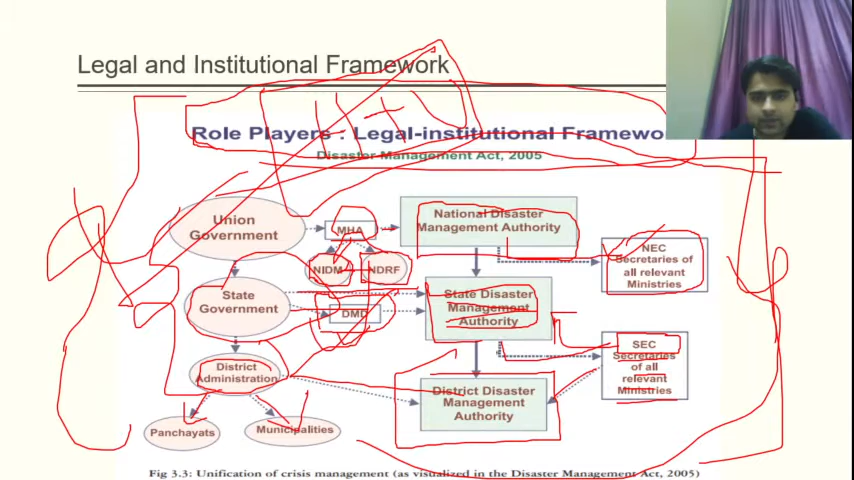 Legal and Institutional Framework
Role Players : Legal-institutional Framewo
Disaster Management Act, 2005
Union
Government
MHA
National Disaster
Management Authority
NIDM
NDRF
NEC
Secretaries of
all relevant
Ministries
State
Government
DMD
State Disaster
Management
Authority
SEC
Secretaries
of all
relevant
Ministries
District
Administration
District Disaster
Management
Authority
Panchayats
Municipalities
Fig 3.3: Unification of crisis management (as visualized in the Disaster Management Act, 2005)